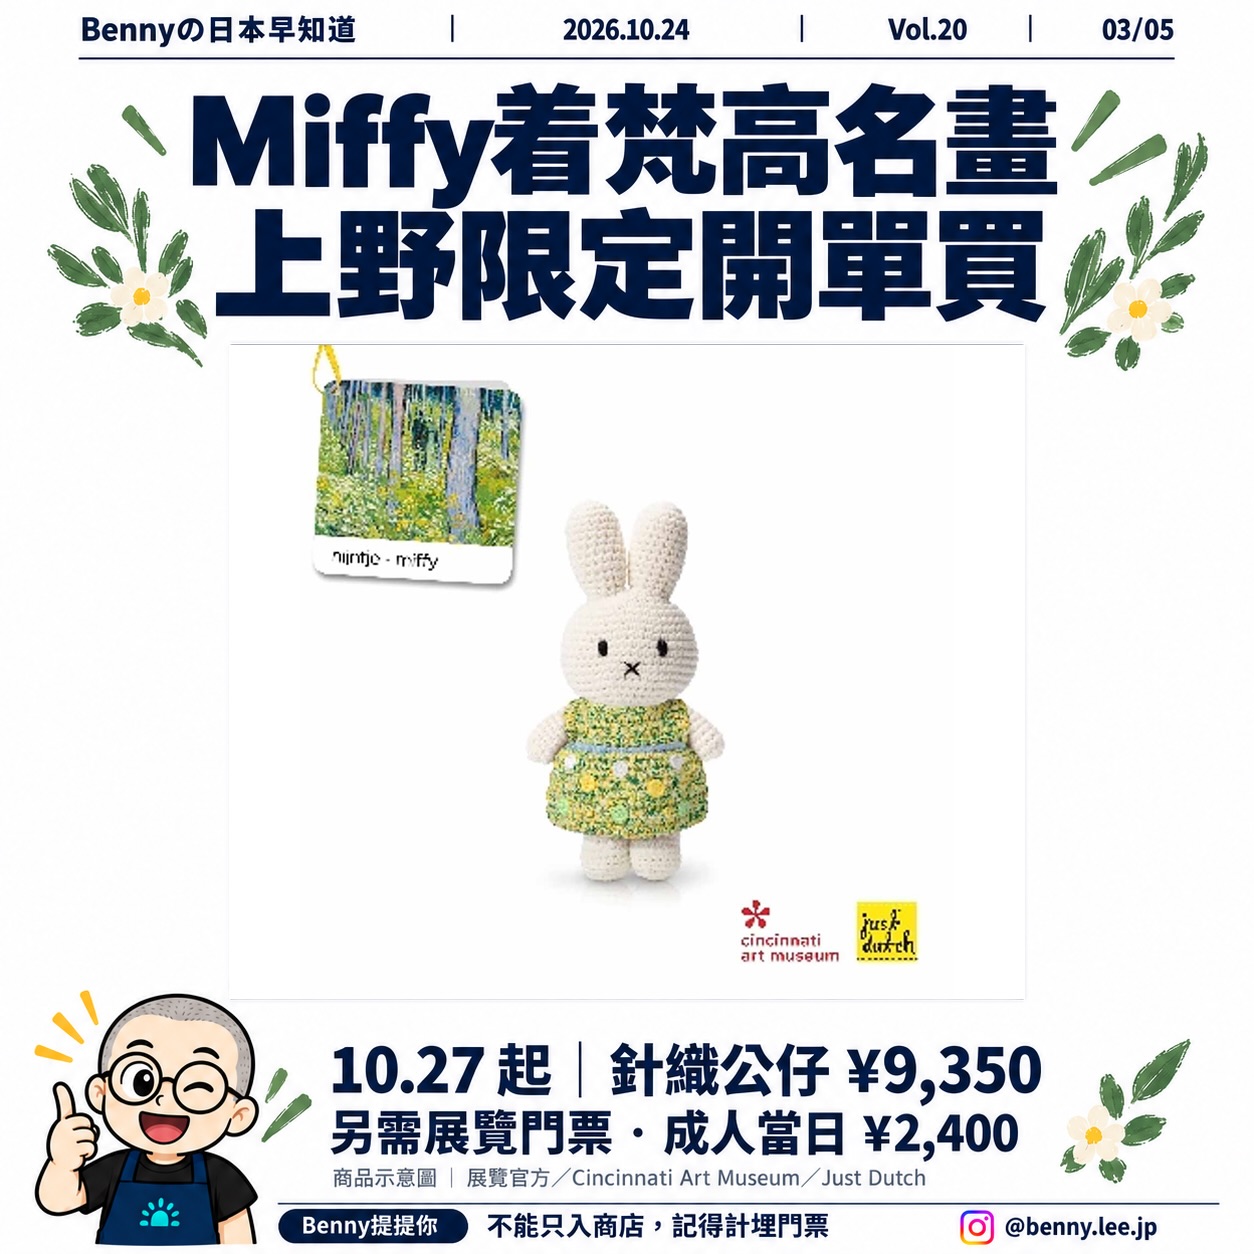 Bennyの日本早知道 | 2026.10.24 | Vol.20 | 03/05
Miffy着梵高名畫
上野限定開單買
nijntje - miffy
cincinnati
art museum
just
dutch
10.27 起｜針織公仔 ¥9,350
另需展覽門票・成人當日 ¥2,400
商品示意圖｜展覽官方／Cincinnati Art Museum／Just Dutch
Benny提提你 不能只入商店，記得計埋門票 @benny.lee.jp